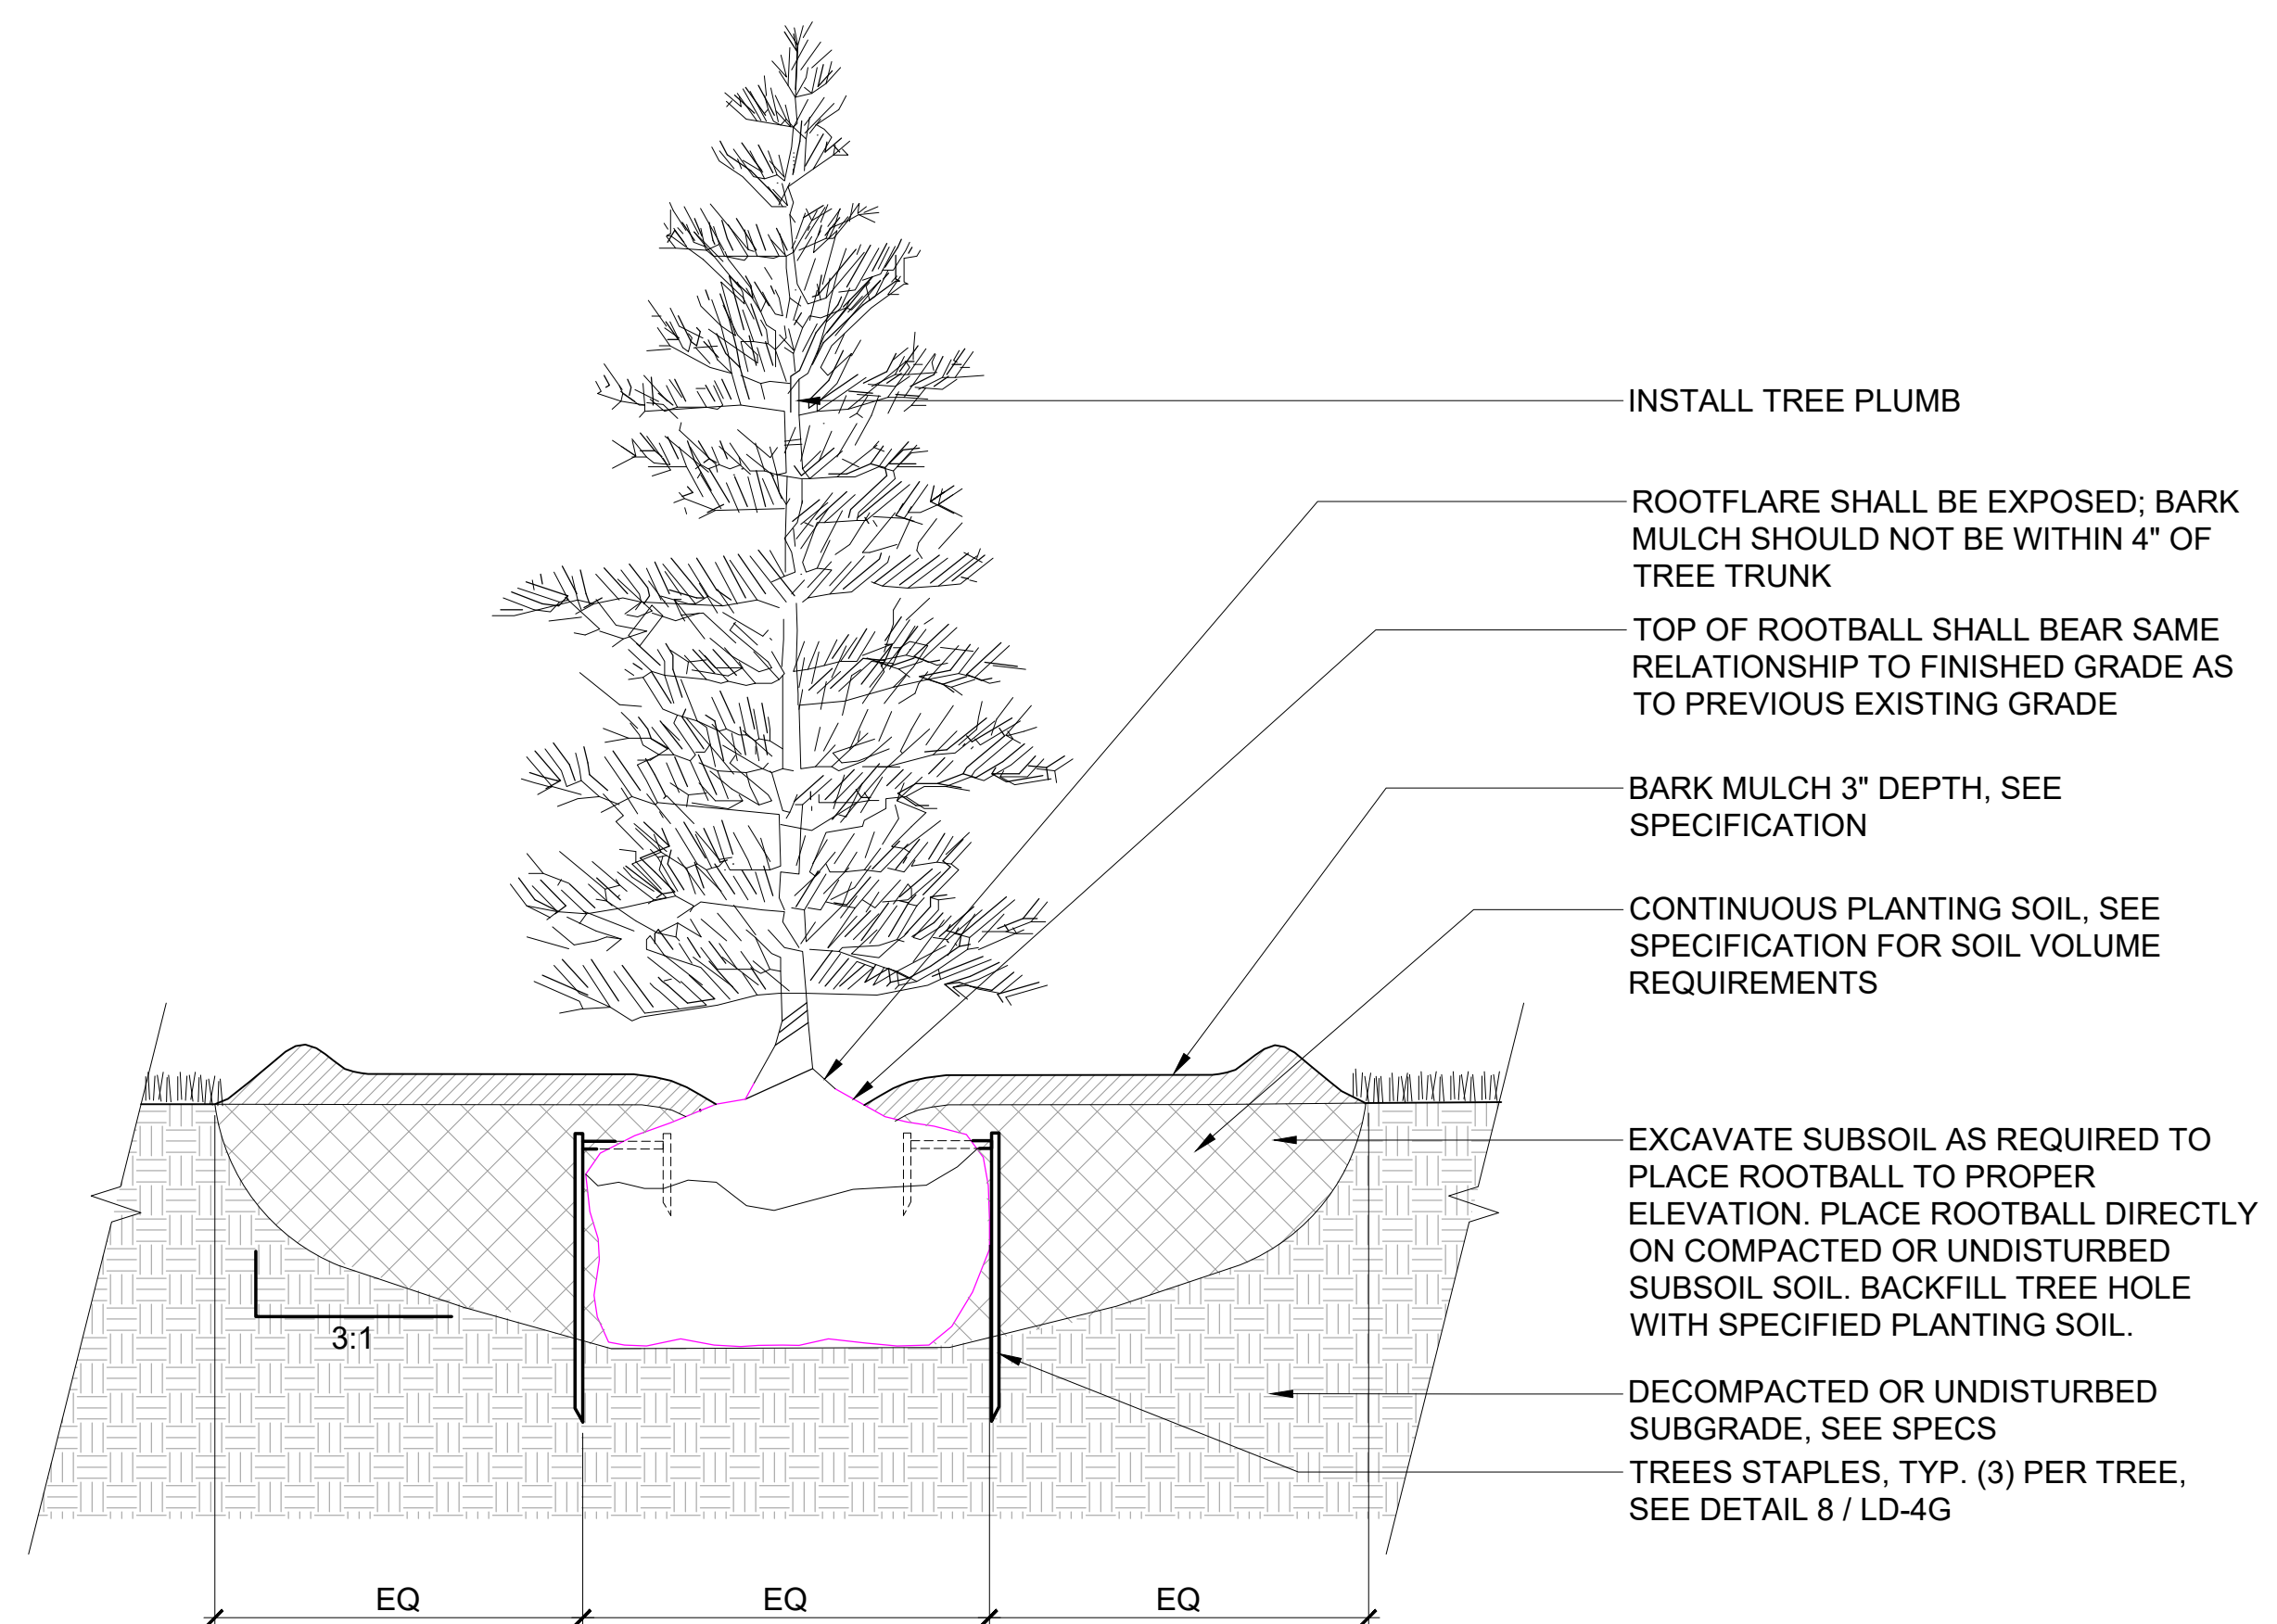 INSTALL TREE PLUMB
ROOTFLARE SHALL BE EXPOSED; BARK
MULCH SHOULD NOT BE WITHIN 4" OF
TREE TRUNK
TOP OF ROOTBALL SHALL BEAR SAME
RELATIONSHIP TO FINISHED GRADE AS
TO PREVIOUS EXISTING GRADE
BARK MULCH 3" DEPTH, SEE
SPECIFICATION
CONTINUOUS PLANTING SOIL, SEE
SPECIFICATION FOR SOIL VOLUME
REQUIREMENTS
EXCAVATE SUBSOIL AS REQUIRED TO
PLACE ROOTBALL TO PROPER
ELEVATION. PLACE ROOTBALL DIRECTLY
ON COMPACTED OR UNDISTURBED
SUBSOIL SOIL. BACKFILL TREE HOLE
WITH SPECIFIED PLANTING SOIL.
3:1
DECOMPACTED OR UNDISTURBED
SUBGRADE, SEE SPECS
TREES STAPLES, TYP. (3) PER TREE,
SEE DETAIL 8 / LD-4G
EQ
EQ
EQ